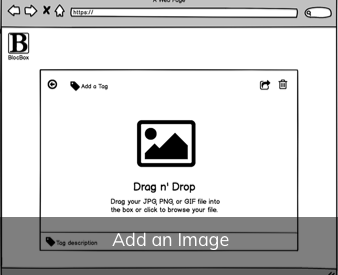 A Web Page
https://
B
BlocBox
Add a Tag
Drag n' Drop
Drag your JPG, PNG, or GIF file into
the box or click to browse your file.
Tag description
Add an Image